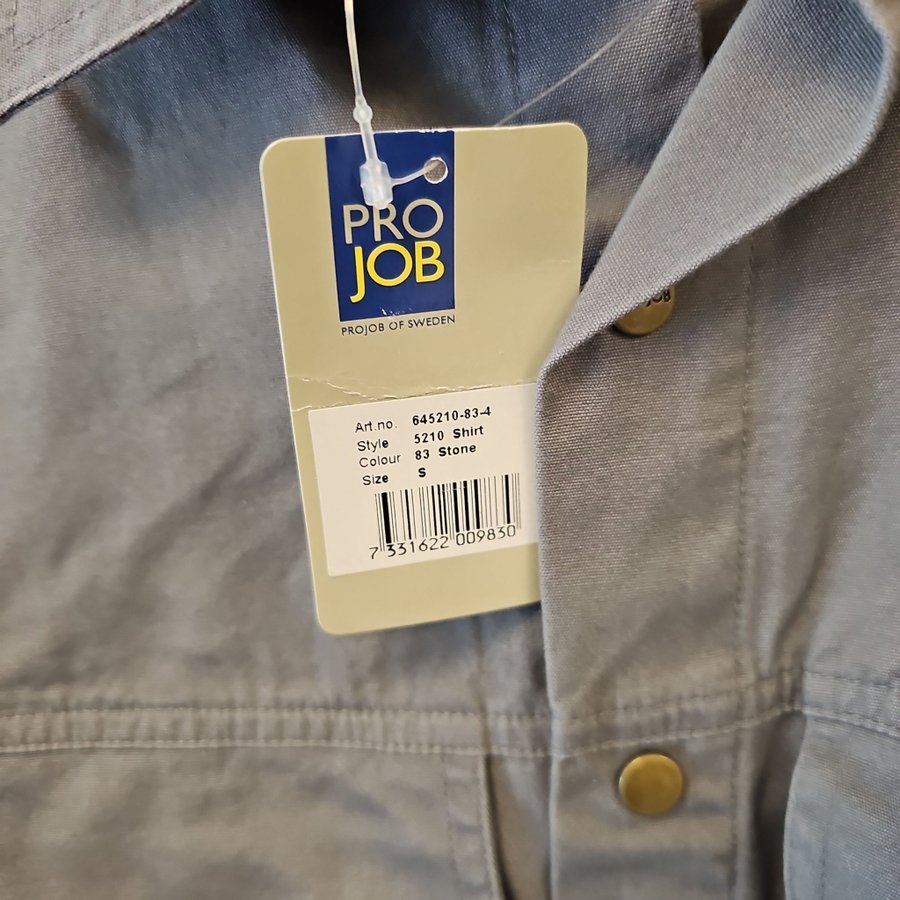 PRO
JOB
PROJOB OF SWEDEN
Art.no. 645210-83-4
Style 5210 Shirt
Colour 83 Stone
Size S
7 331622 009830
JOB